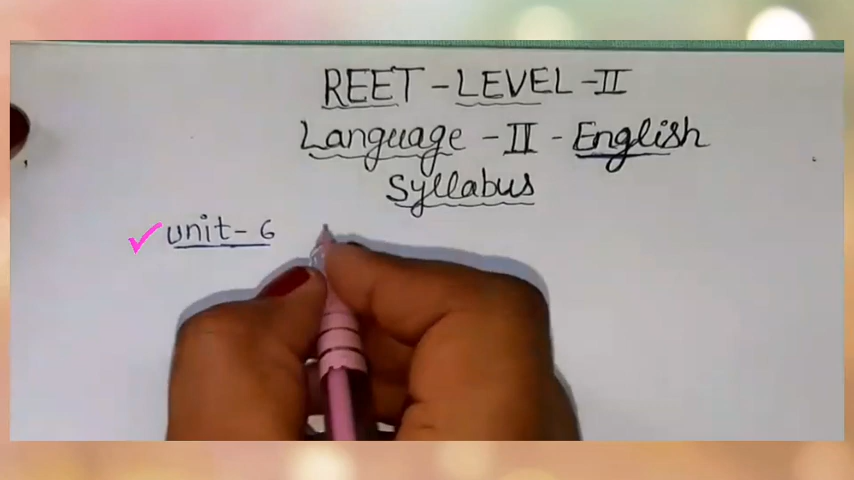 REET - LEVEL - II
Language - II - English
Syllabus
unit - 6